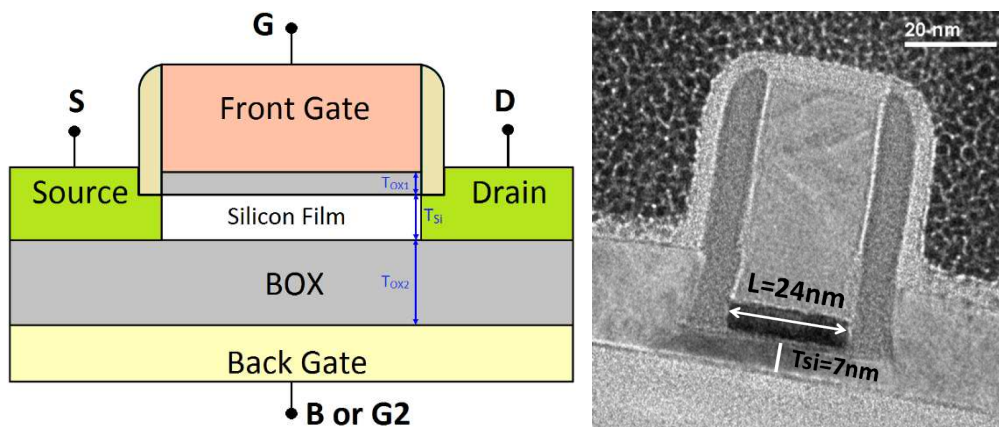 G
S
D
Front Gate
Source
Drain
TOX1
Silicon Film
TSi
BOX
TOX2
Back Gate
B or G2
20 nm
L=24nm
Tsi=7nm